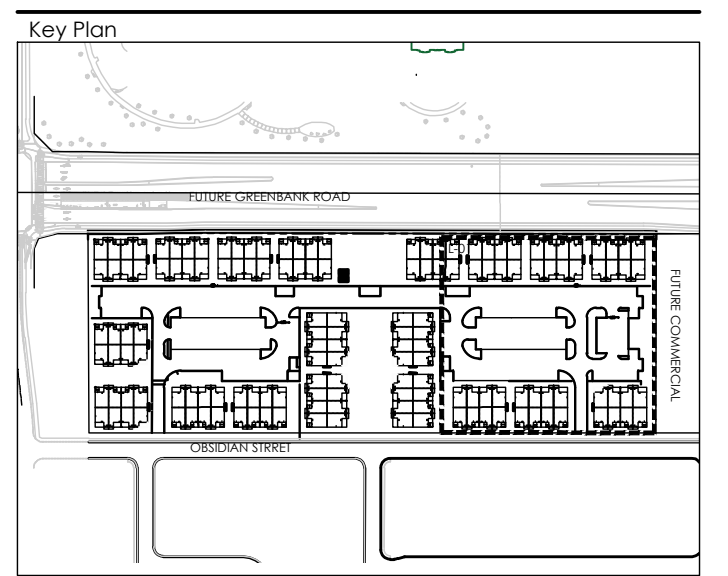 Key Plan
FUTURE GREENBANK ROAD
L-D
FUTURE COMMERCIAL
OBSIDIAN STRRET